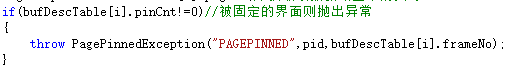 if(bufDescTable[i].pinCnt!=0)//被固定的界面则抛出异常
{
throw PagePinnedException("PAGEPINNED",pid,bufDescTable[i].frameNo);
}